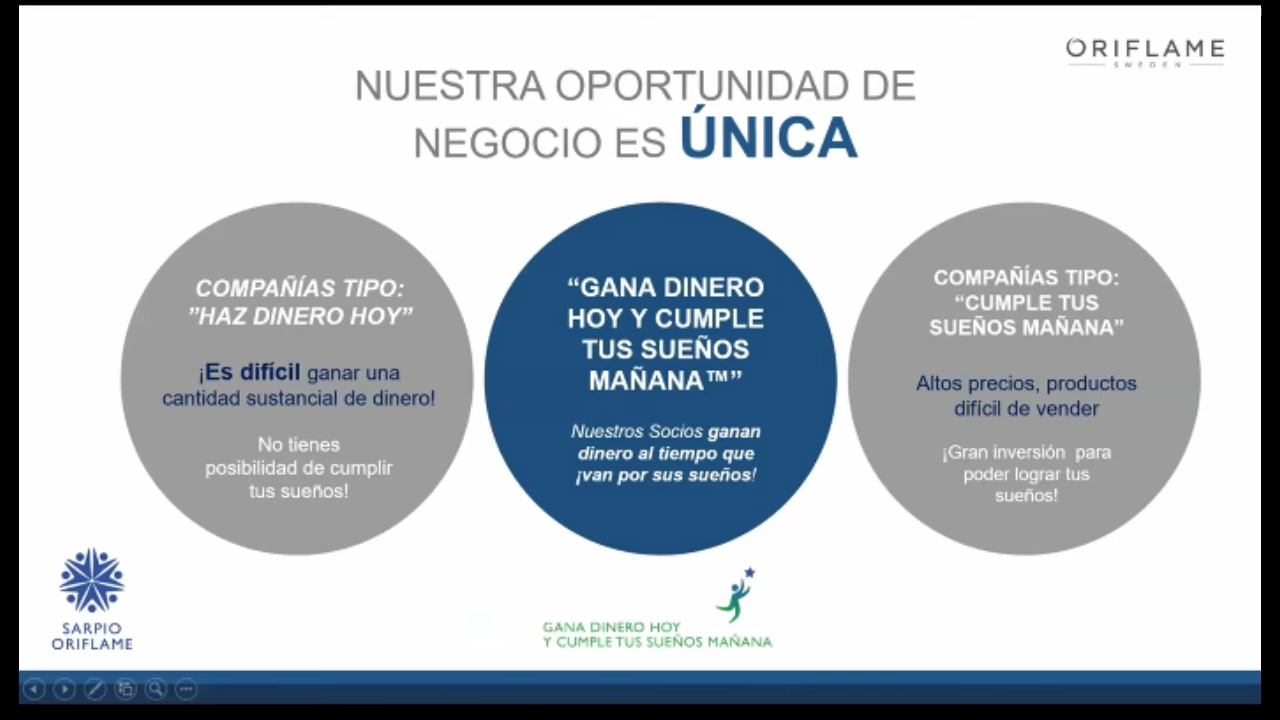 ORIFLAME
SWEDEN
NUESTRA OPORTUNIDAD DE
NEGOCIO ES ÚNICA
COMPAÑÍAS TIPO:
”HAZ DINERO HOY”
¡Es difícil ganar una
cantidad sustancial de dinero!
No tienes
posibilidad de cumplir
tus sueños!
“GANA DINERO
HOY Y CUMPLE
TUS SUEÑOS
MAÑANA™”
Nuestros Socios ganan
dinero al tiempo que
¡van por sus sueños!
COMPAÑÍAS TIPO:
“CUMPLE TUS
SUEÑOS MAÑANA”
Altos precios, productos
difícil de vender
¡Gran inversión para
poder lograr tus
sueños!
SARPIO
ORIFLAME
GANA DINERO HOY
Y CUMPLE TUS SUEÑOS MAÑANA